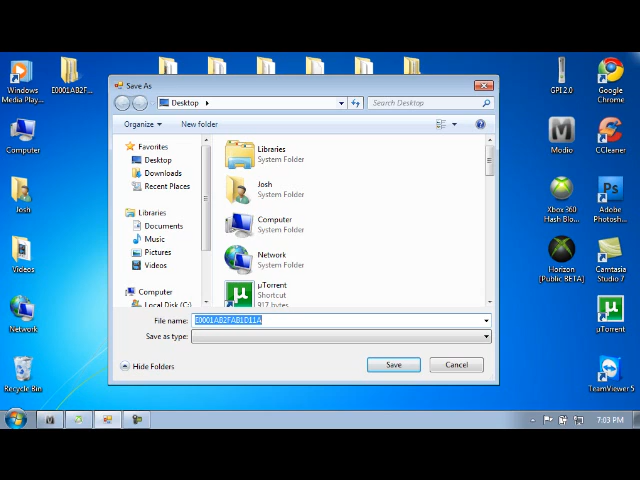 Windows
Media Play...
E0001AB2F...
GPI 2.0
Google
Chrome
Save As
Desktop
Search Desktop
Organize
New folder
Computer
Modio
CCleaner
Favorites
Desktop
Downloads
Recent Places
Libraries
Documents
Music
Pictures
Videos
Computer
Local Disk (C:)
Libraries
System Folder
Josh
System Folder
Computer
System Folder
Network
System Folder
µTorrent
Shortcut
917 bytes
Josh
Xbox 360
Hash Blo...
Adobe
Photosh...
Videos
Horizon
[Public BETA]
Camtasia
Studio 7
File name:
E0001AB2FAB1D11A
Save as type:
Network
µTorrent
Hide Folders
Save
Cancel
Recycle Bin
TeamViewer 5
7:03 PM